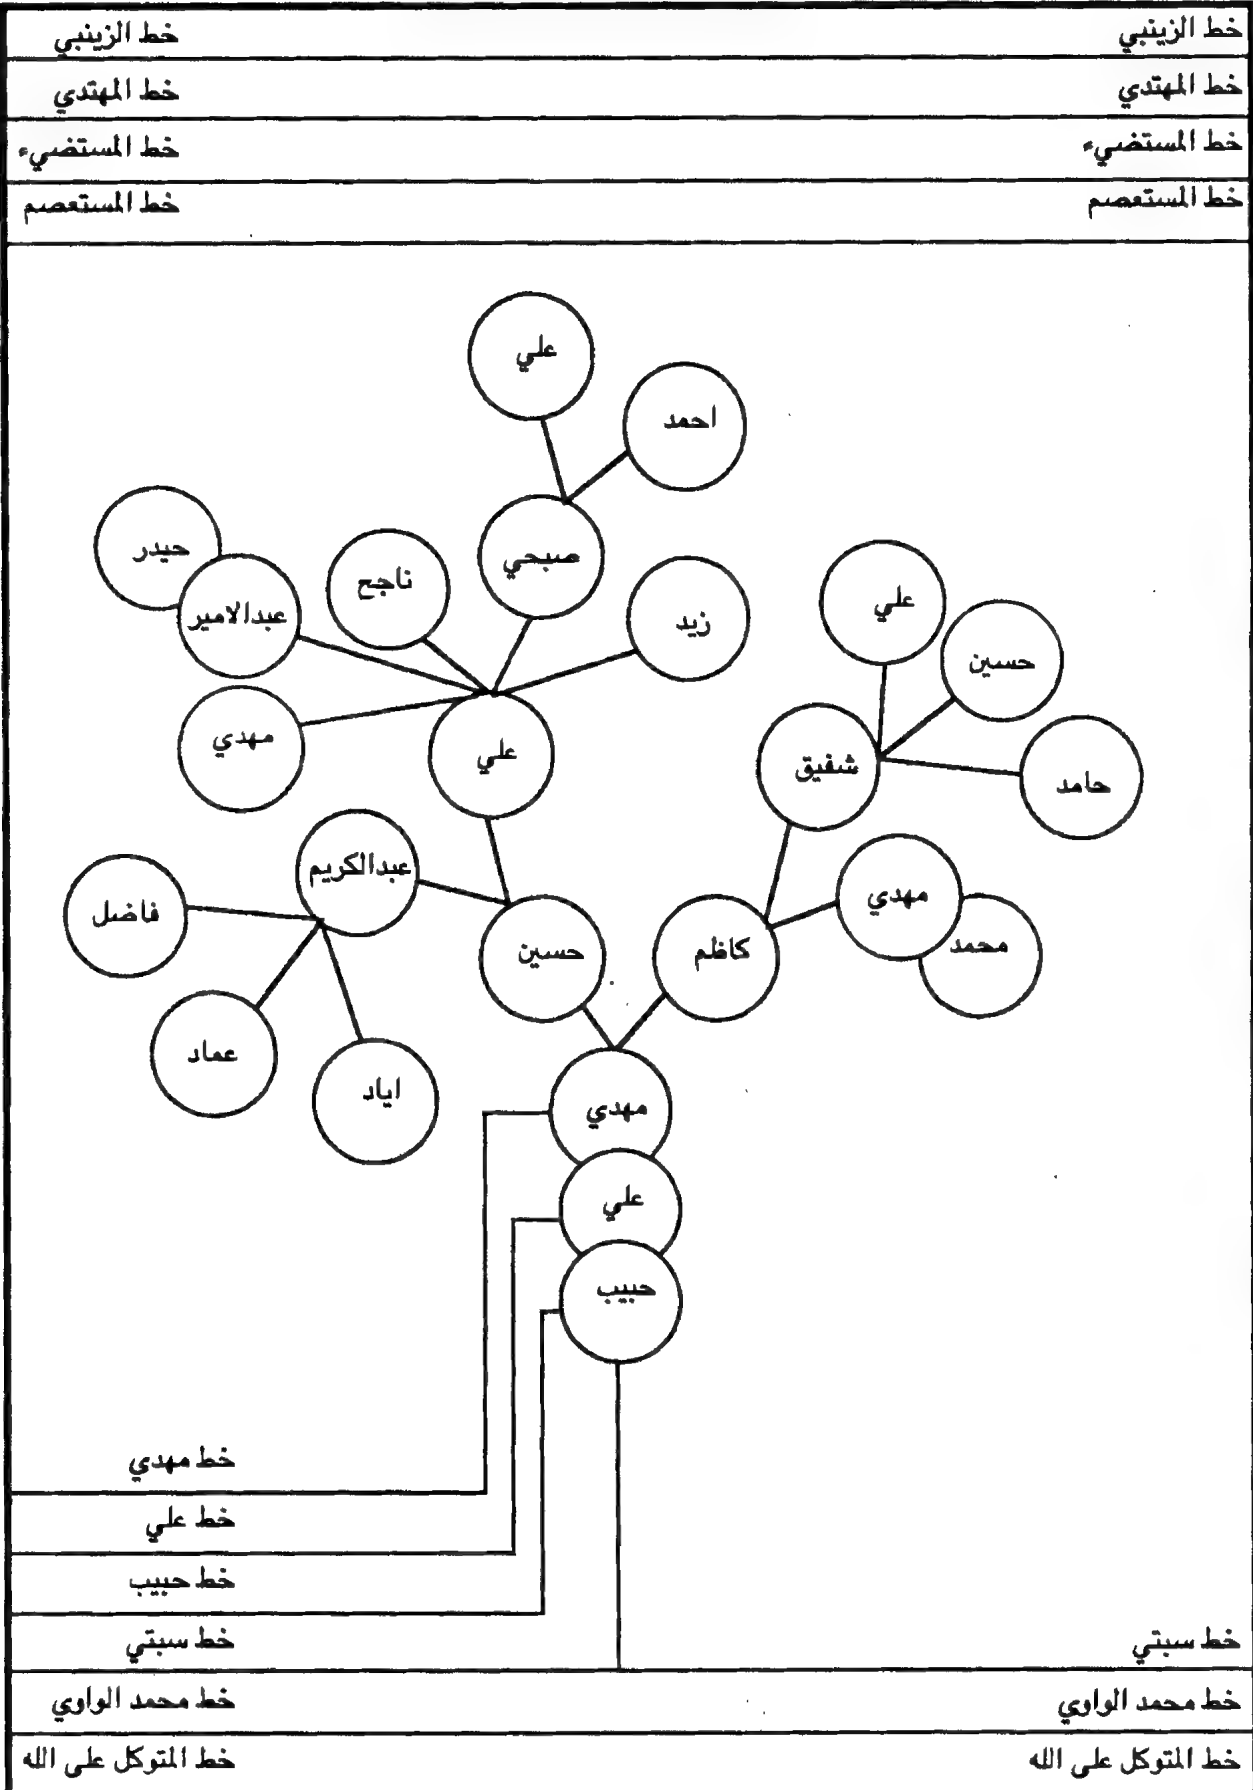 خط الزينبي خط الزينبي
خط المهتدي خط المهتدي
خط المستضيء خط المستضيء
خط المستعصم خط المستعصم
علي
احمد
حيدر
صبحي
ناجح
عبدالامير
زيد
علي
حسين
مهدي
علي
شفيق
حامد
عبدالكريم
فاضل
حسين
كاظم
مهدي
محمد
عماد
اياد
مهدي
علي
حبيب
خط مهدي
خط علي
خط حبيب
خط سبتي خط سبتي
خط محمد الواوي خط محمد الواوي
خط المتوكل على الله خط المتوكل على الله